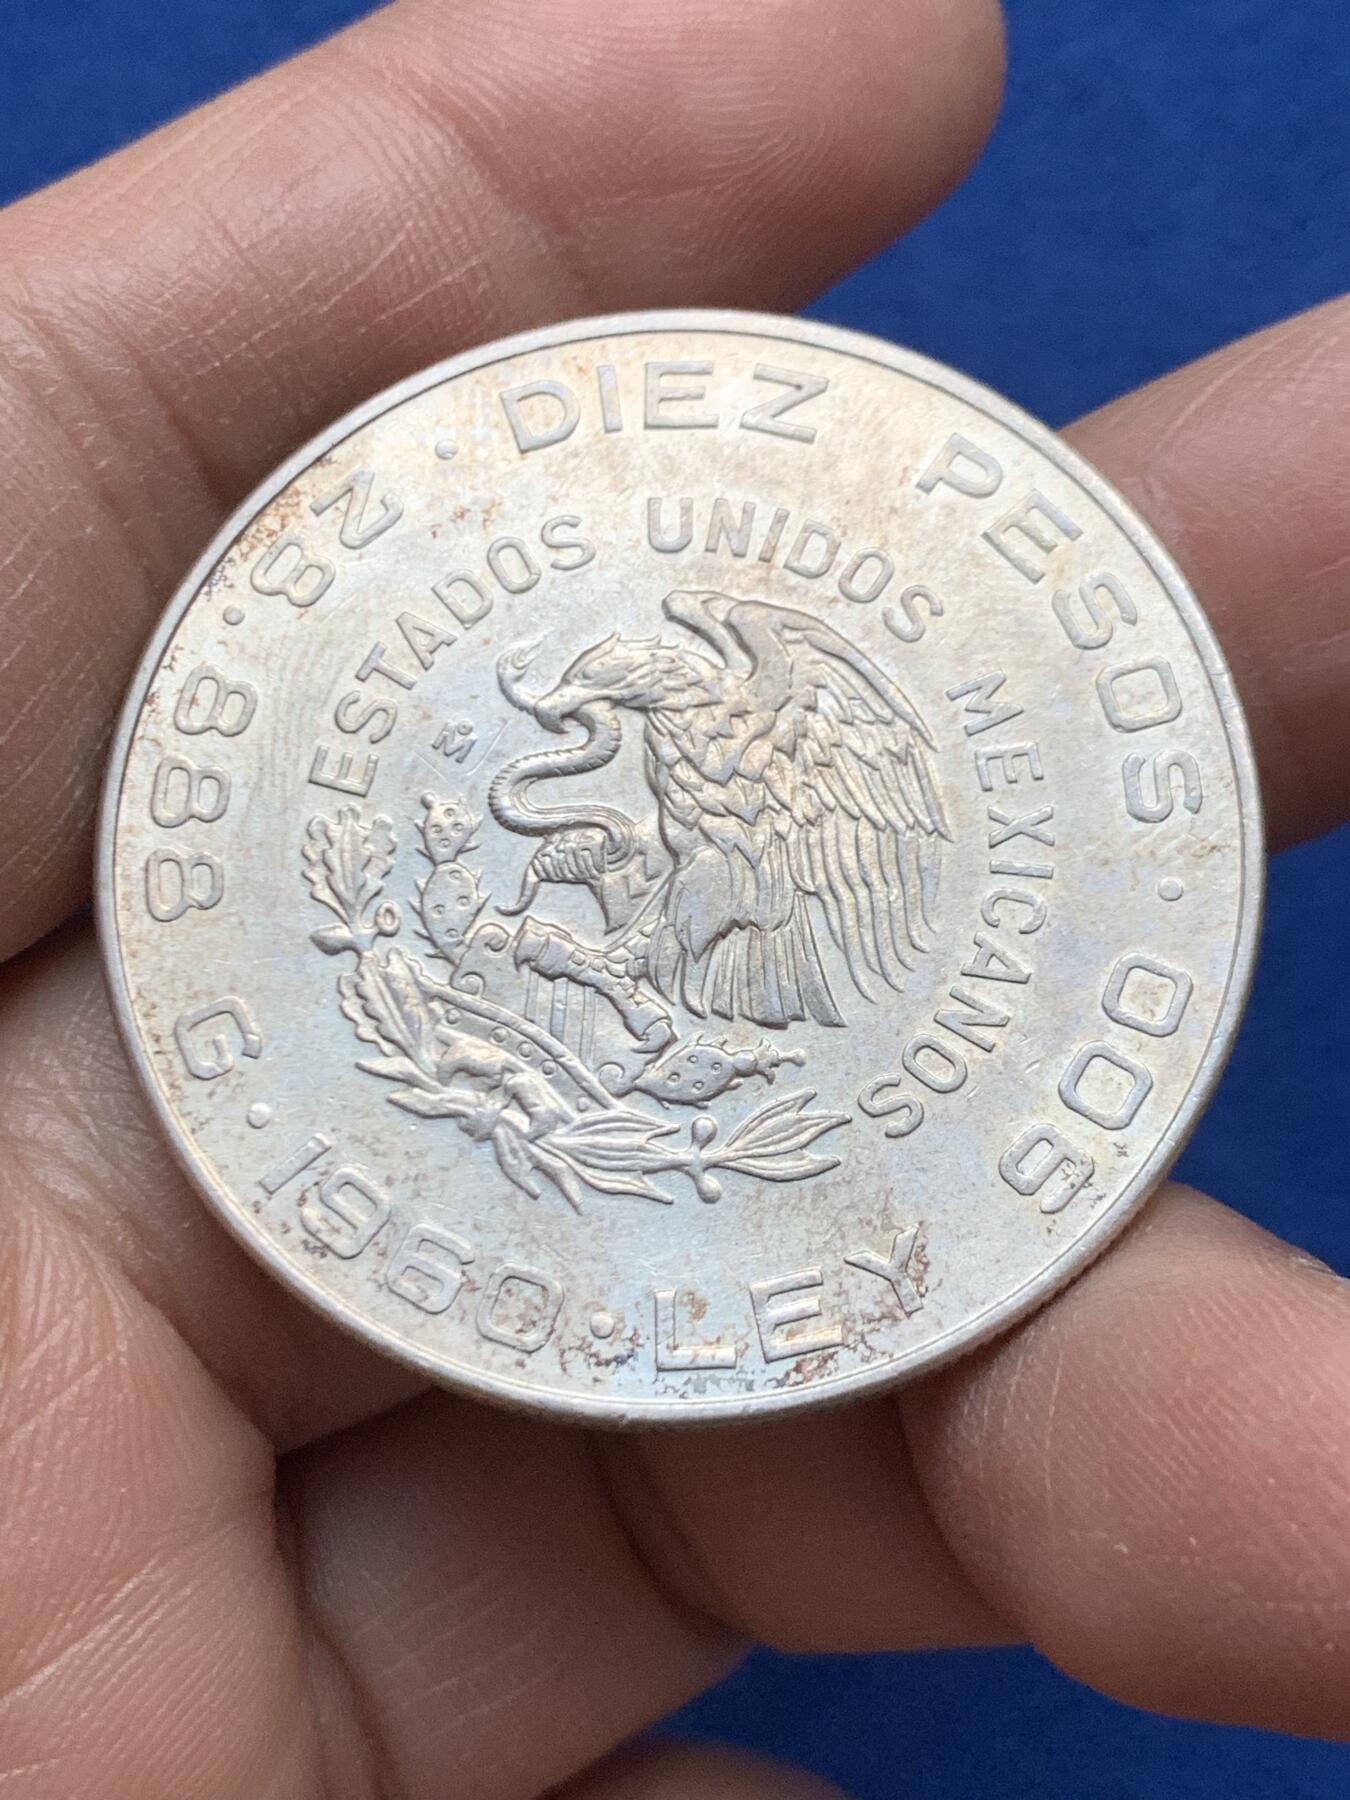 · DIEZ PESOS ·
28.888 G · 1960 · LEY 900
ESTADOS UNIDOS MEXICANOS
M̊